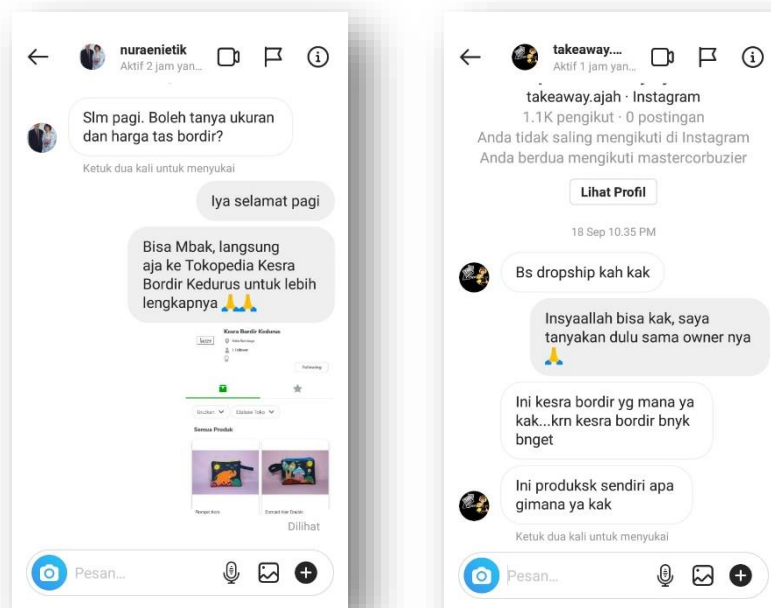 nuraenietik
Aktif 2 jam yan...
Slm pagi. Boleh tanya ukuran
dan harga tas bordir?
Ketuk dua kali untuk menyukai
Iya selamat pagi
Bisa Mbak, langsung
aja ke Tokopedia Kesra
Bordir Kedurus untuk lebih
lengkapnya 🙏🙏
Kesra Bordir Kedurus
Following
Etalase Toko
Semua Produk
Dilihat
Pesan...
takeaway....
Aktif 1 jam yan...
takeaway.ajah · Instagram
1.1K pengikut · 0 postingan
Anda tidak saling mengikuti di Instagram
Anda berdua mengikuti mastercorbuzier
Lihat Profil
18 Sep 10.35 PM
Bs dropship kah kak
Insyaallah bisa kak, saya
tanyakan dulu sama owner nya
🙏
Ini kesra bordir yg mana ya
kak...krn kesra bordir bnyk
bnget
Ini produksk sendiri apa
gimana ya kak
Ketuk dua kali untuk menyukai
Pesan...